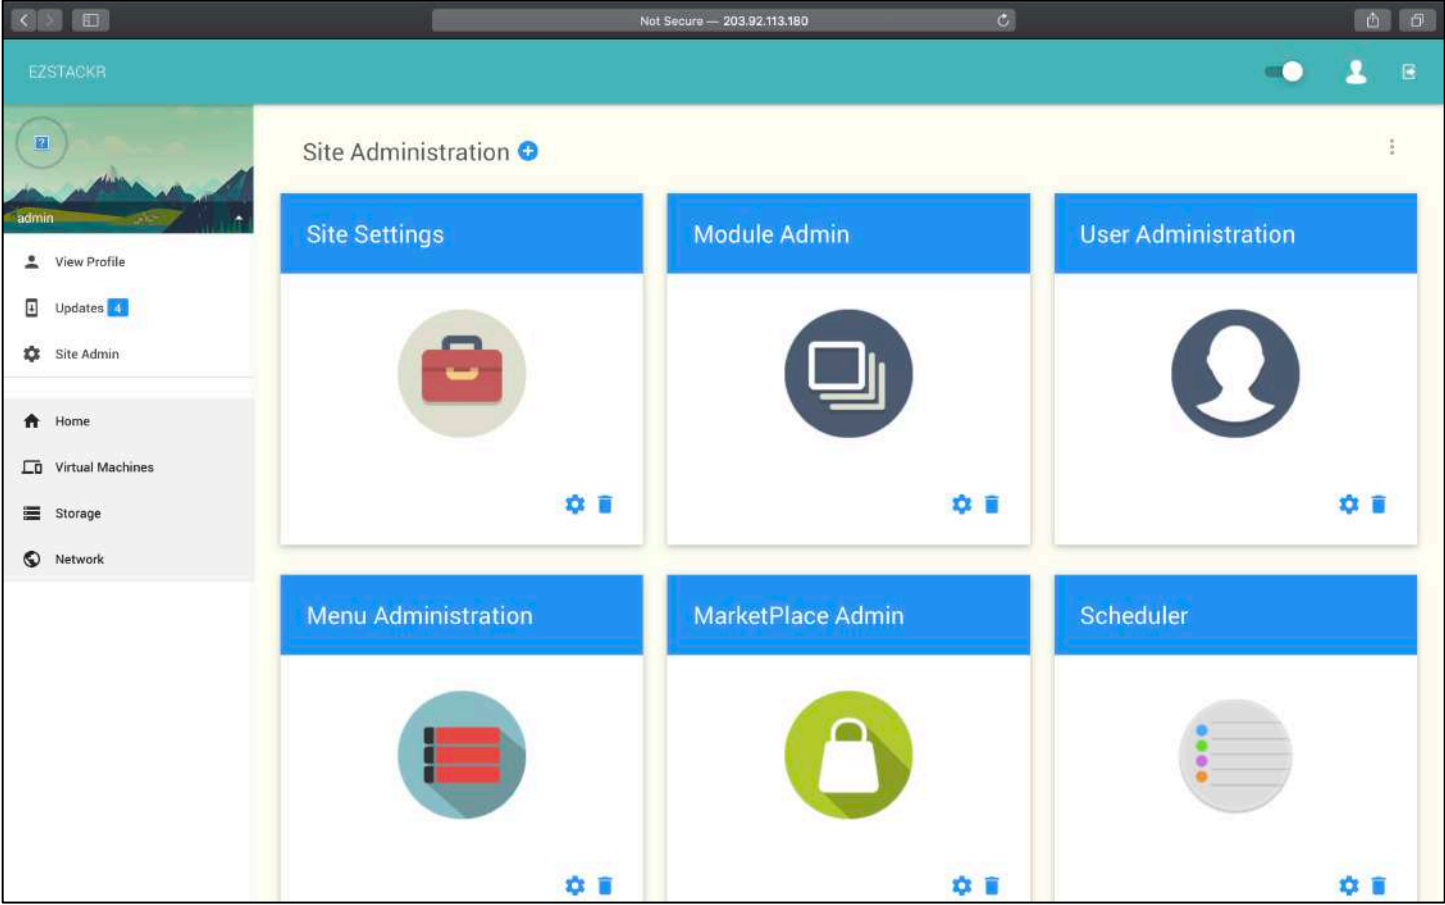 Not Secure — 203.92.113.180
EZSTACKR
admin
View Profile
Updates 4
Site Admin
Home
Virtual Machines
Storage
Network
Site Administration
Site Settings
Module Admin
User Administration
Menu Administration
MarketPlace Admin
Scheduler